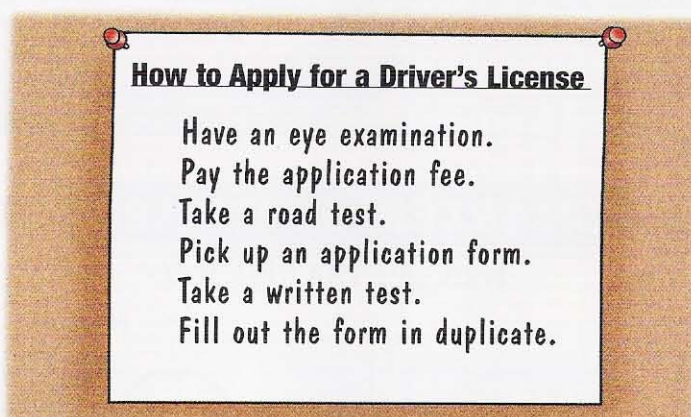 How to Apply for a Driver's License
Have an eye examination.
Pay the application fee.
Take a road test.
Pick up an application form.
Take a written test.
Fill out the form in duplicate.